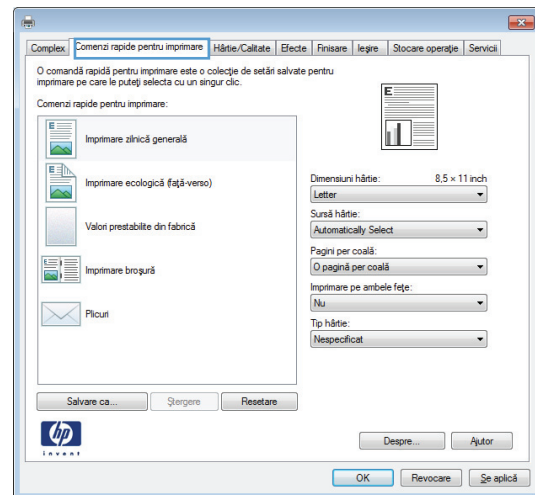 Complex Comenzi rapide pentru imprimare Hârtie/Calitate Efecte Finisare Ieşire Stocare operaţie Servicii
O comandă rapidă pentru imprimare este o colecţie de setări salvate pentru
imprimare pe care le puteţi selecta cu un singur clic.
Comenzi rapide pentru imprimare:
Imprimare zilnică generală
Imprimare ecologică (faţă-verso)
Valori prestabilite din fabrică
Imprimare broşură
Plicuri
E
Dimensiuni hârtie: 8,5 × 11 inch
Letter
Sursă hârtie:
Automatically Select
Pagini per coală:
O pagină per coală
Imprimare pe ambele feţe:
Nu
Tip hârtie:
Nespecificat
Salvare ca... Ştergere Resetare
hp
invent
Despre... Ajutor
OK Revocare Se aplică